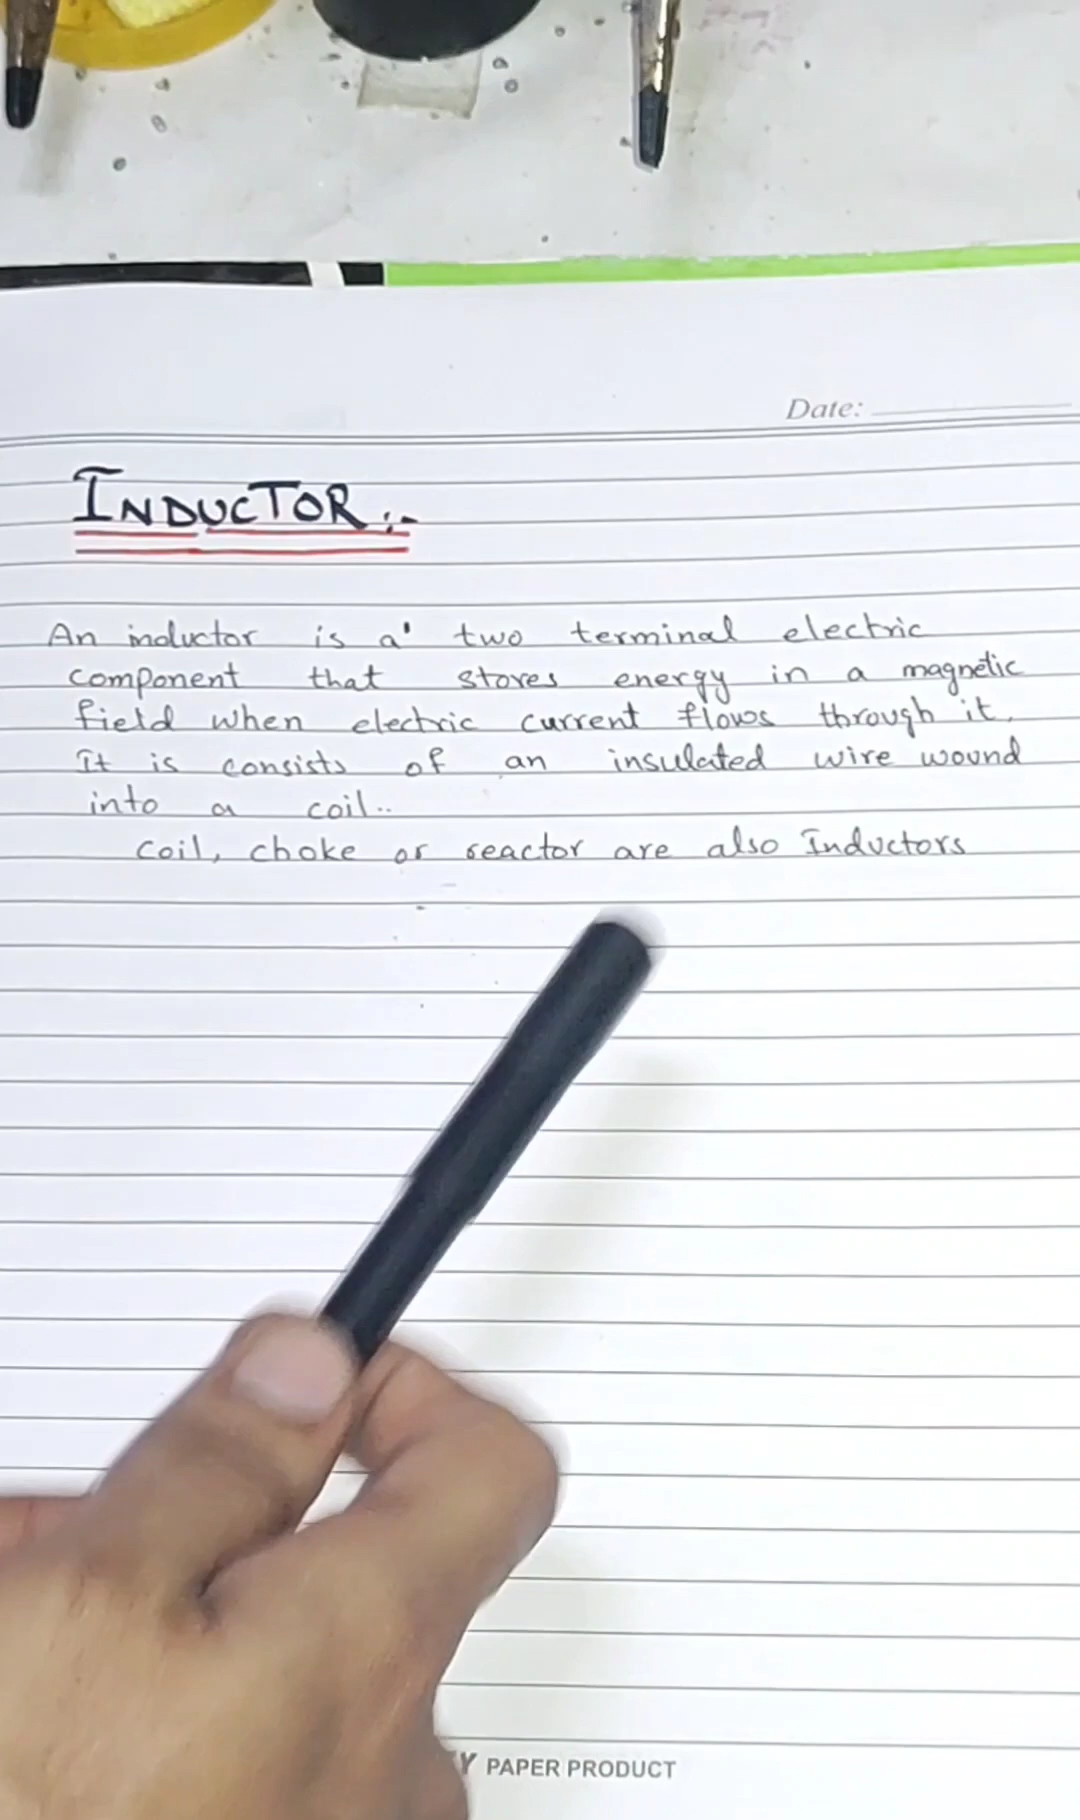 Date:
INDUCTOR :-
An inductor is a' two terminal electric
component that stores energy in a magnetic
field when electric current flows through it.
It is consists of an insulated wire wound
into a coil..
Coil, choke or reactor are also Inductors
Y PAPER PRODUCT